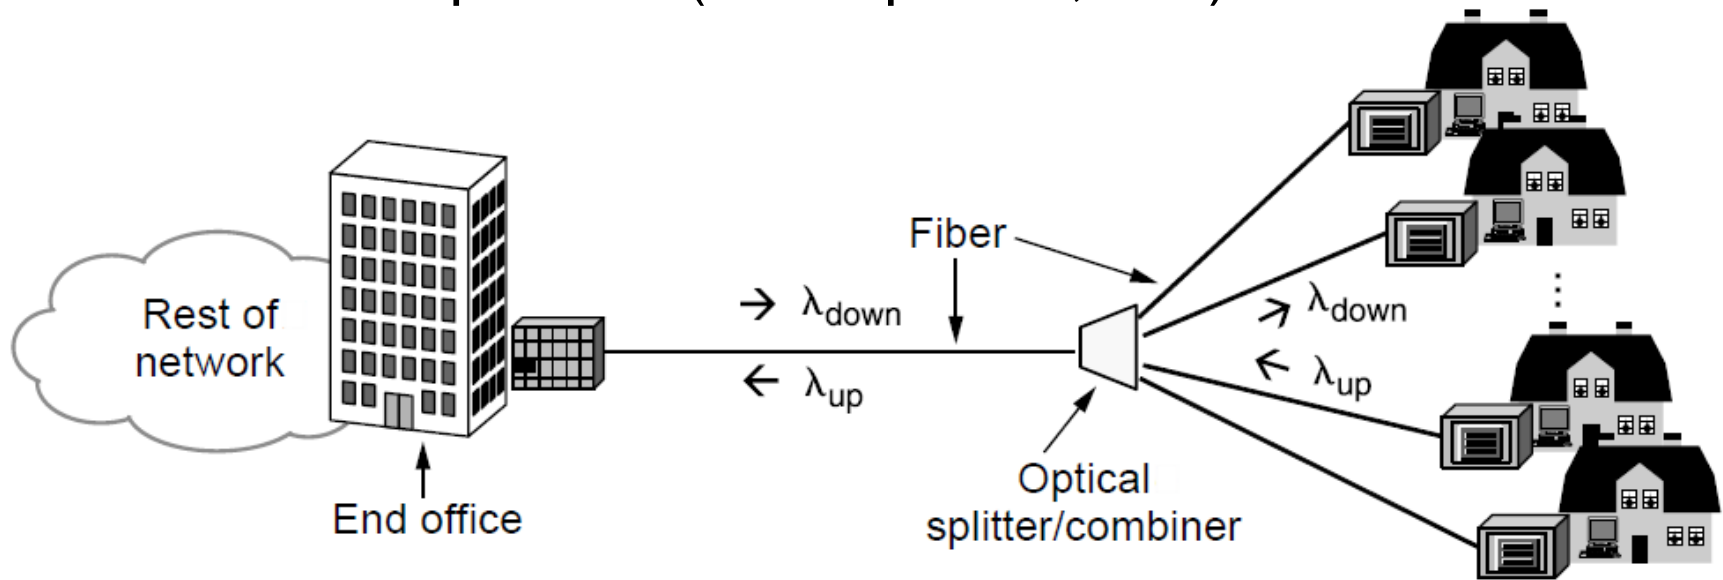 Fiber
→ λdown
← λup
Rest of
network
→ λdown
← λup
Optical
splitter/combiner
End office